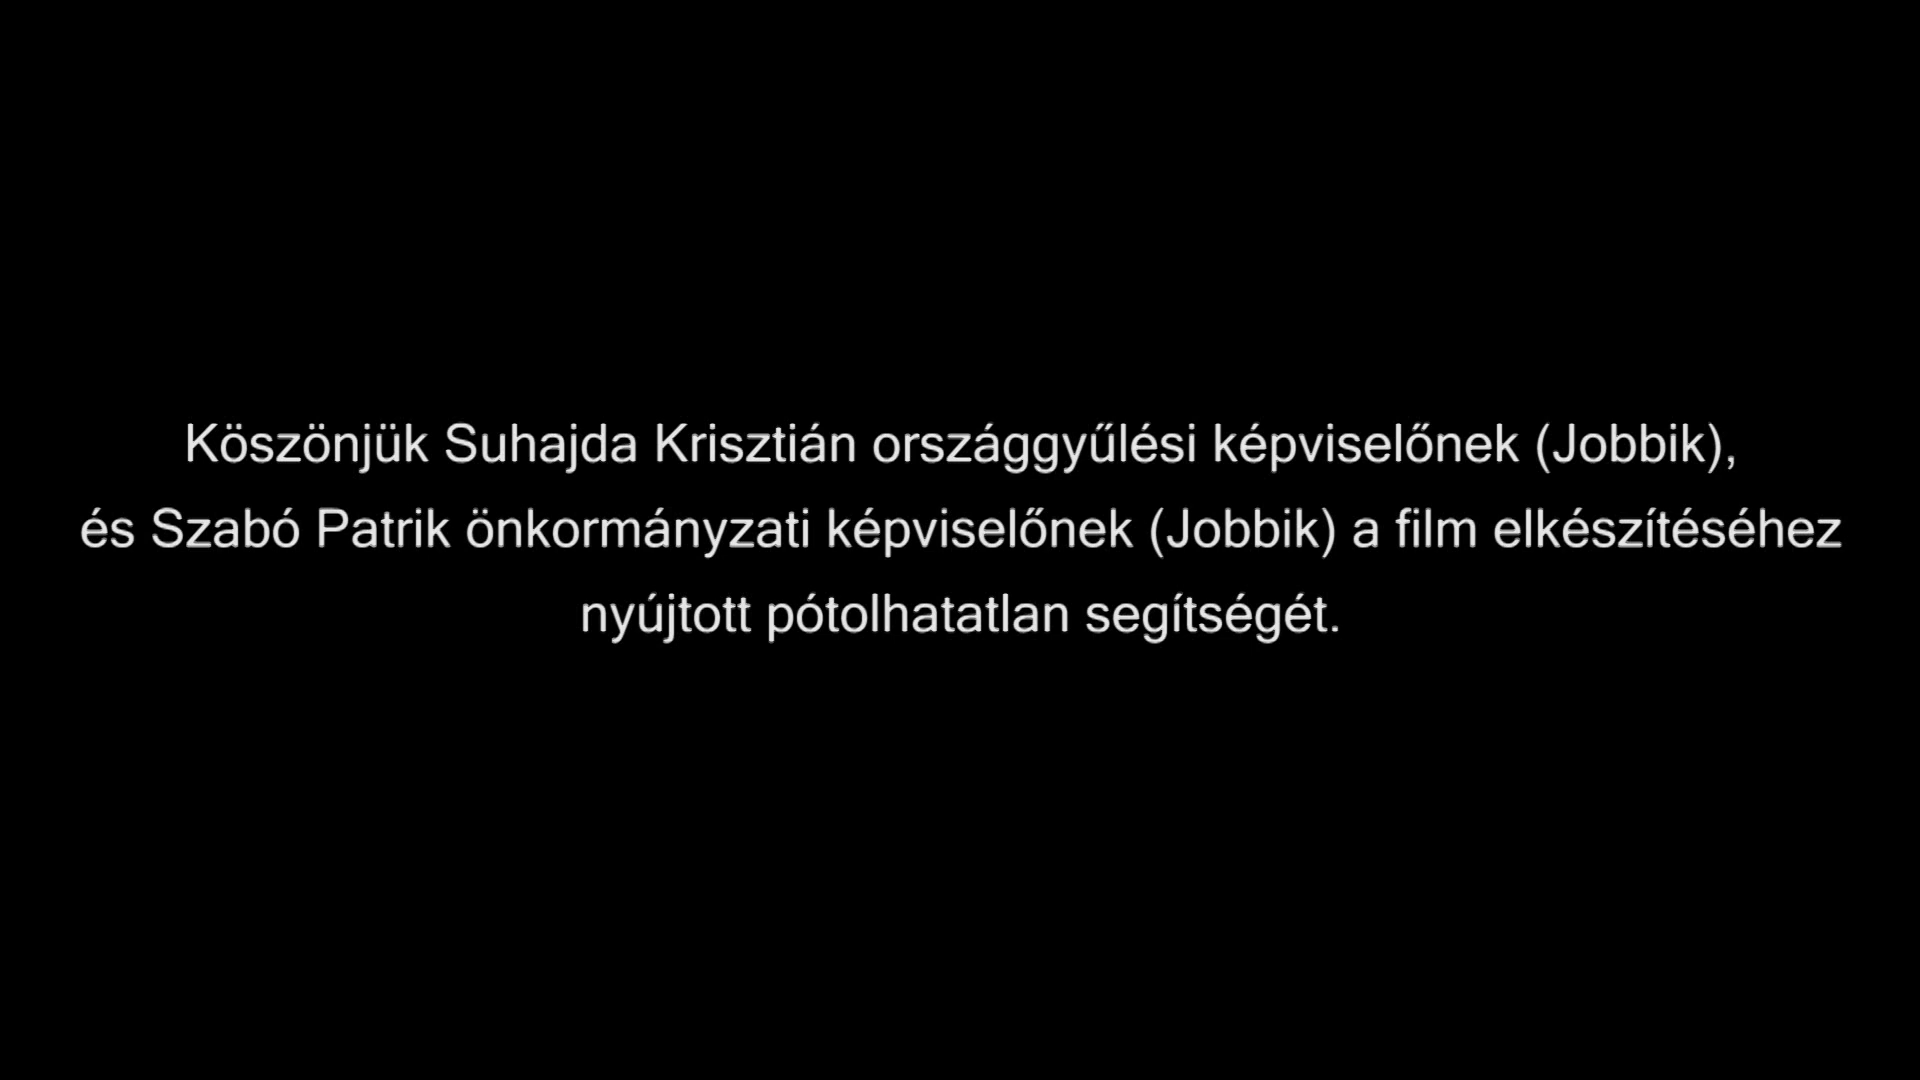 Köszönjük Suhajda Krisztián országgyűlési képviselőnek (Jobbik),
és Szabó Patrik önkormányzati képviselőnek (Jobbik) a film elkészítéséhez
nyújtott pótolhatatlan segítségét.